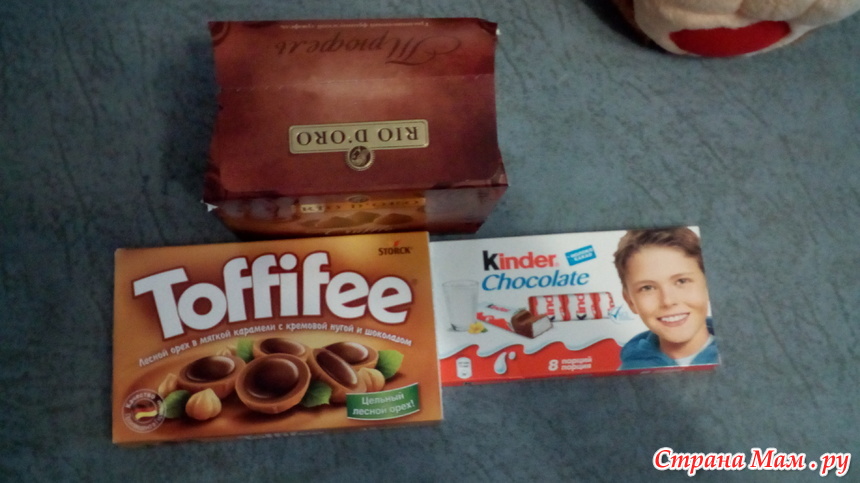 Трюфель
RIO D'ORO
STORCK
Toffifee
Лесной орех в мягкой карамели с кремовой нугой и шоколадом
Цельный
лесной орех!
Kinder
Chocolate
8 порций
порция
Страна Мам.ру